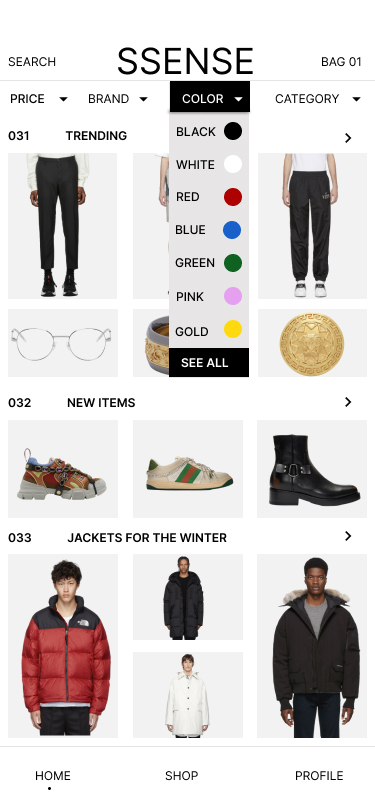 SSENSE
SEARCH
BAG 01
PRICE
BRAND
COLOR
CATEGORY
031 TRENDING
BLACK
WHITE
RED
BLUE
GREEN
PINK
GOLD
SEE ALL
032 NEW ITEMS
033 JACKETS FOR THE WINTER
HOME
SHOP
PROFILE